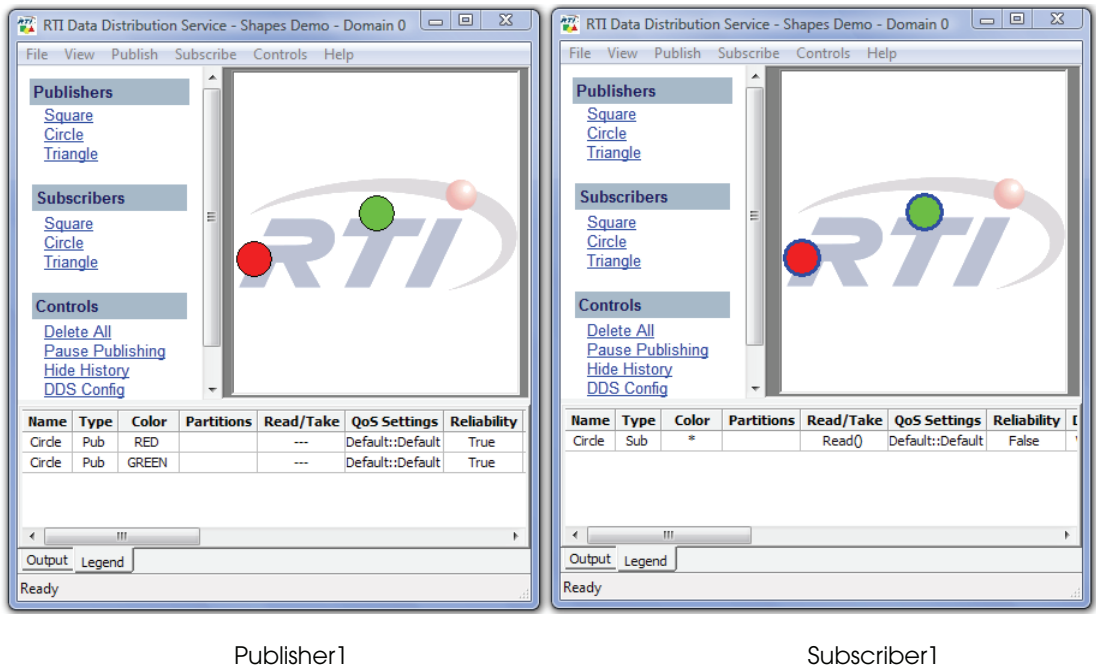 RTI Data Distribution Service - Shapes Demo - Domain 0
File View Publish Subscribe Controls Help
Publishers
Square
Circle
Triangle
Subscribers
Square
Circle
Triangle
Controls
Delete All
Pause Publishing
Hide History
DDS Config
RTI
Name Type Color Partitions Read/Take QoS Settings Reliability
Circle Pub RED --- Default::Default True
Circle Pub GREEN --- Default::Default True
Output Legend
Ready
Publisher1
RTI Data Distribution Service - Shapes Demo - Domain 0
File View Publish Subscribe Controls Help
Publishers
Square
Circle
Triangle
Subscribers
Square
Circle
Triangle
Controls
Delete All
Pause Publishing
Hide History
DDS Config
RTI
Name Type Color Partitions Read/Take QoS Settings Reliability
Circle Sub * Read() Default::Default False
Output Legend
Ready
Subscriber1